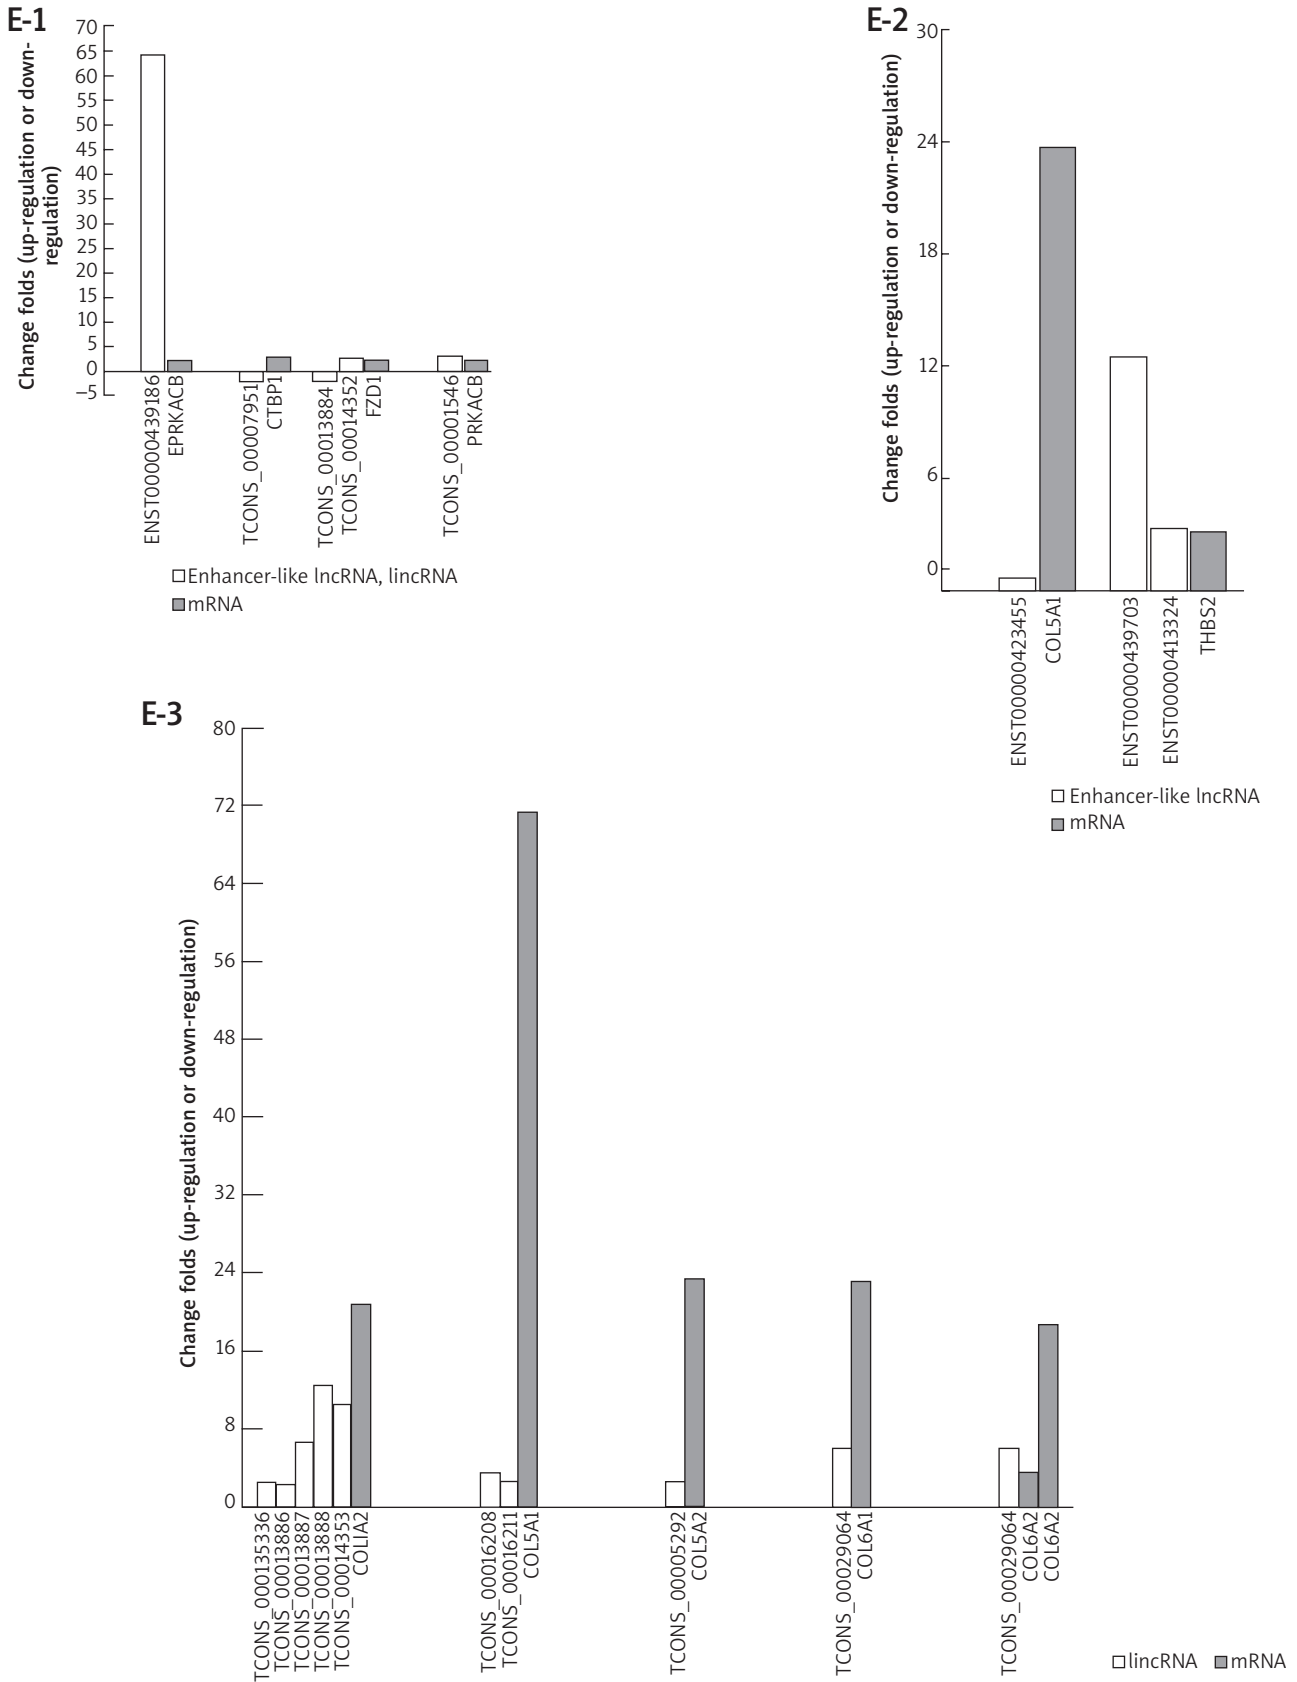 E-1
Change folds (up-regulation or down-
regulation)
70
65
60
55
50
45
40
35
30
25
20
15
10
5
0
–5
ENST00000439186
EPRKACB
TCONS_00007951
CTBP1
TCONS_00013884
TCONS_00014352
FZD1
TCONS_00001546
PRKACB
Enhancer-like lncRNA, lincRNA
mRNA
E-2
Change folds (up-regulation or down-regulation)
30
24
18
12
6
0
ENST00000423455
COL5A1
ENST00000439703
ENST00000413324
THBS2
Enhancer-like lncRNA
mRNA
E-3
Change folds (up-regulation or down-regulation)
80
72
64
56
48
40
32
24
16
8
0
TCONS_000135336
TCONS_00013886
TCONS_00013887
TCONS_00013888
TCONS_00014353
COLIA2
TCONS_00016208
TCONS_00016211
COL5A1
TCONS_00005292
COL5A2
TCONS_00029064
COL6A1
TCONS_00029064
COL6A2
COL6A2
lincRNA mRNA